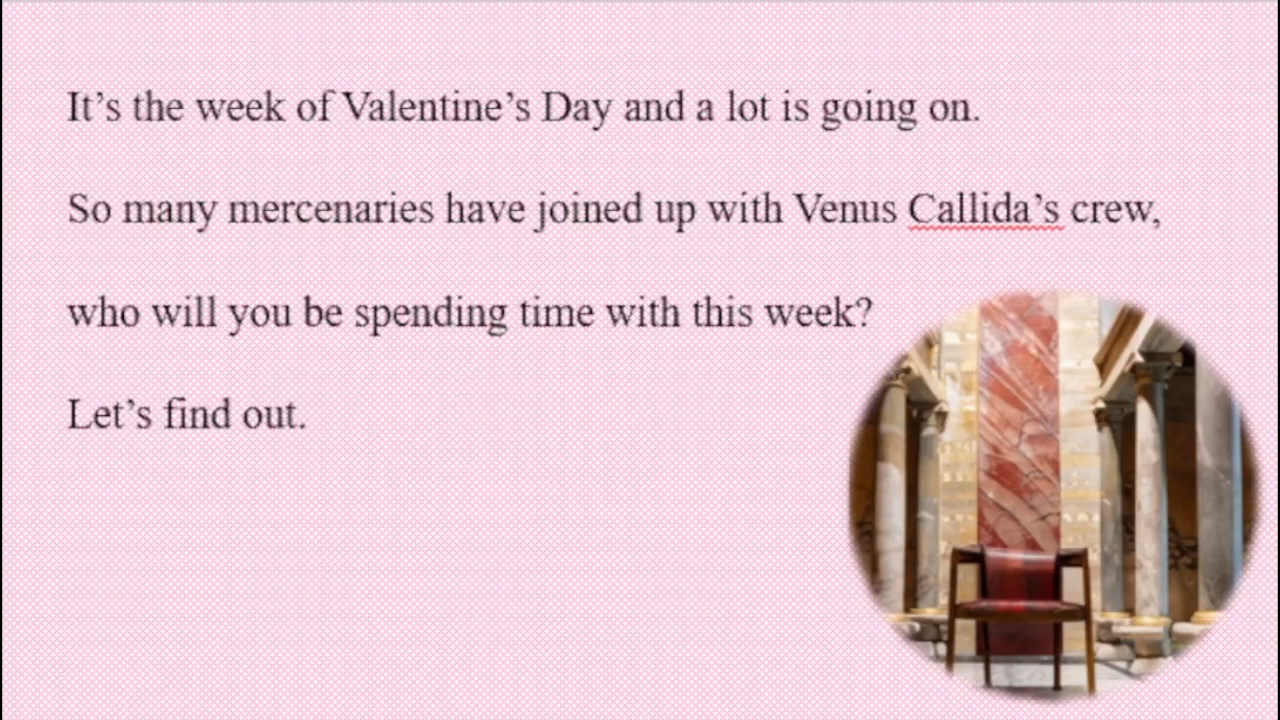 It’s the week of Valentine’s Day and a lot is going on.
So many mercenaries have joined up with Venus Callida’s crew,
who will you be spending time with this week?
Let’s find out.